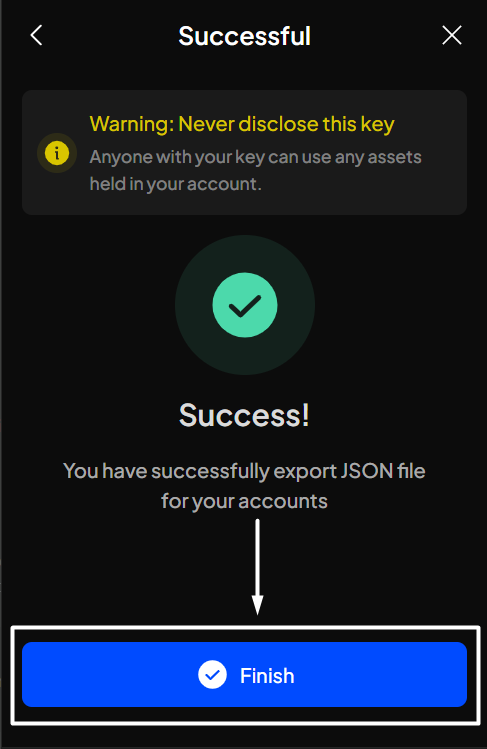 Successful
Warning: Never disclose this key
Anyone with your key can use any assets
held in your account.
Success!
You have successfully export JSON file
for your accounts
Finish